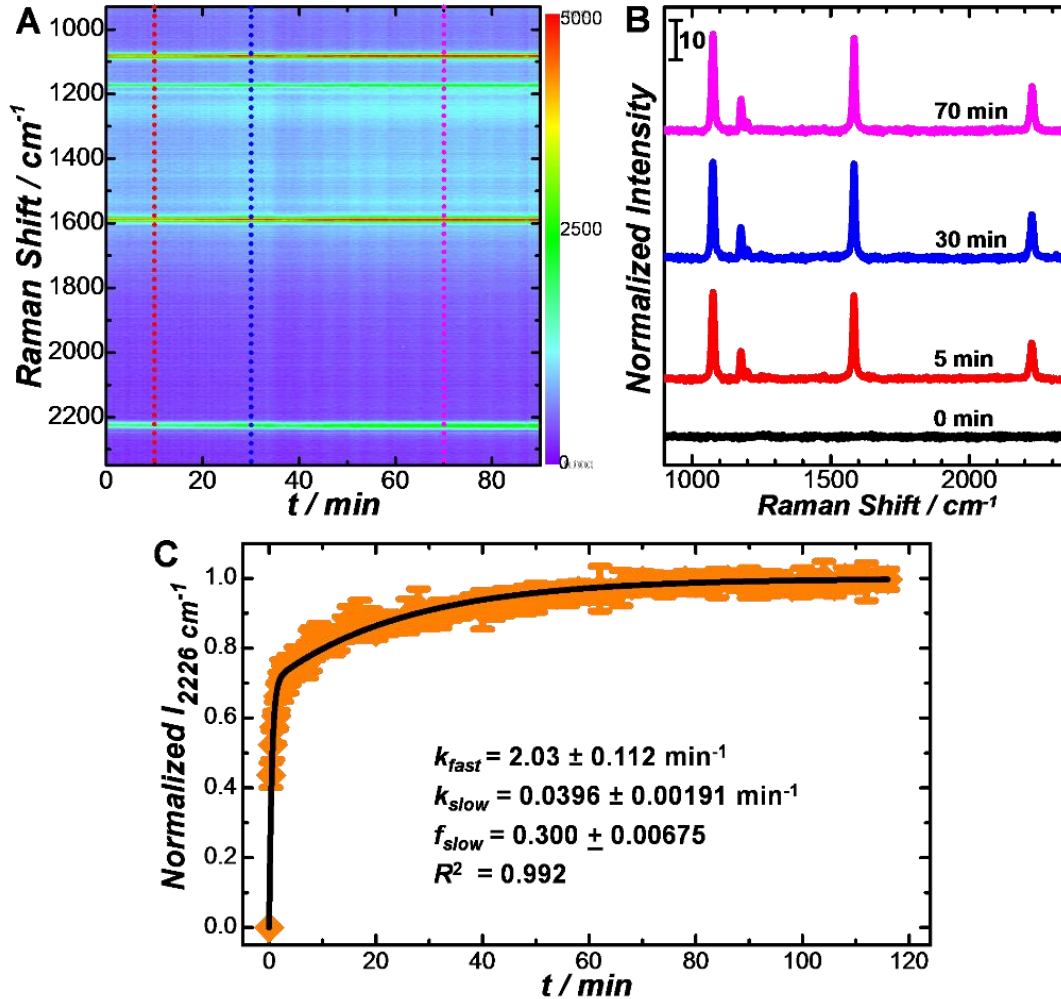 A
Raman Shift / cm-1
1000
1200
1400
1600
1800
2000
2200
0 20 40 60 80
t / min
5000
2500
0
B
10
Normalized Intensity
70 min
30 min
5 min
0 min
1000 1500 2000
Raman Shift / cm-1
C
Normalized I2226 cm-1
1.0
0.8
0.6
0.4
0.2
0.0
kfast = 2.03 ± 0.112 min-1
kslow = 0.0396 ± 0.00191 min-1
fslow = 0.300 ± 0.00675
R2 = 0.992
0 20 40 60 80 100 120
t / min